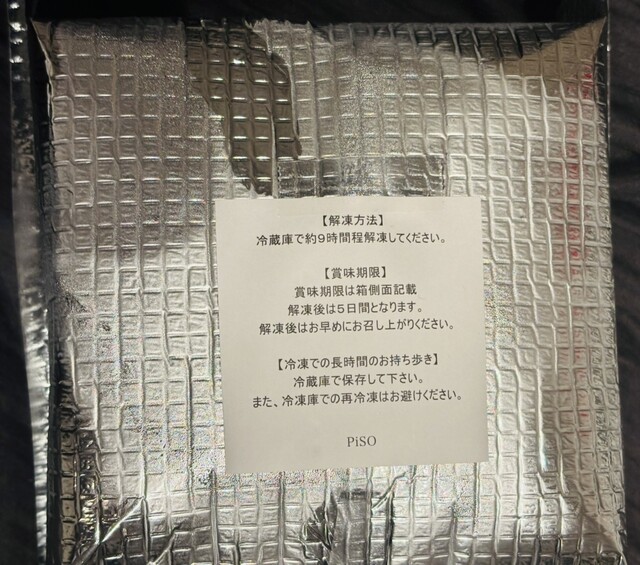 【解凍方法】
冷蔵庫で約9時間程解凍してください。
【賞味期限】
賞味期限は箱側面記載
解凍後は5日間となります。
解凍後はお早めにお召し上がりください。
【冷凍での長時間のお持ち歩き】
冷蔵庫で保存して下さい。
また、冷凍庫での再冷凍はお避けください。
PiSO